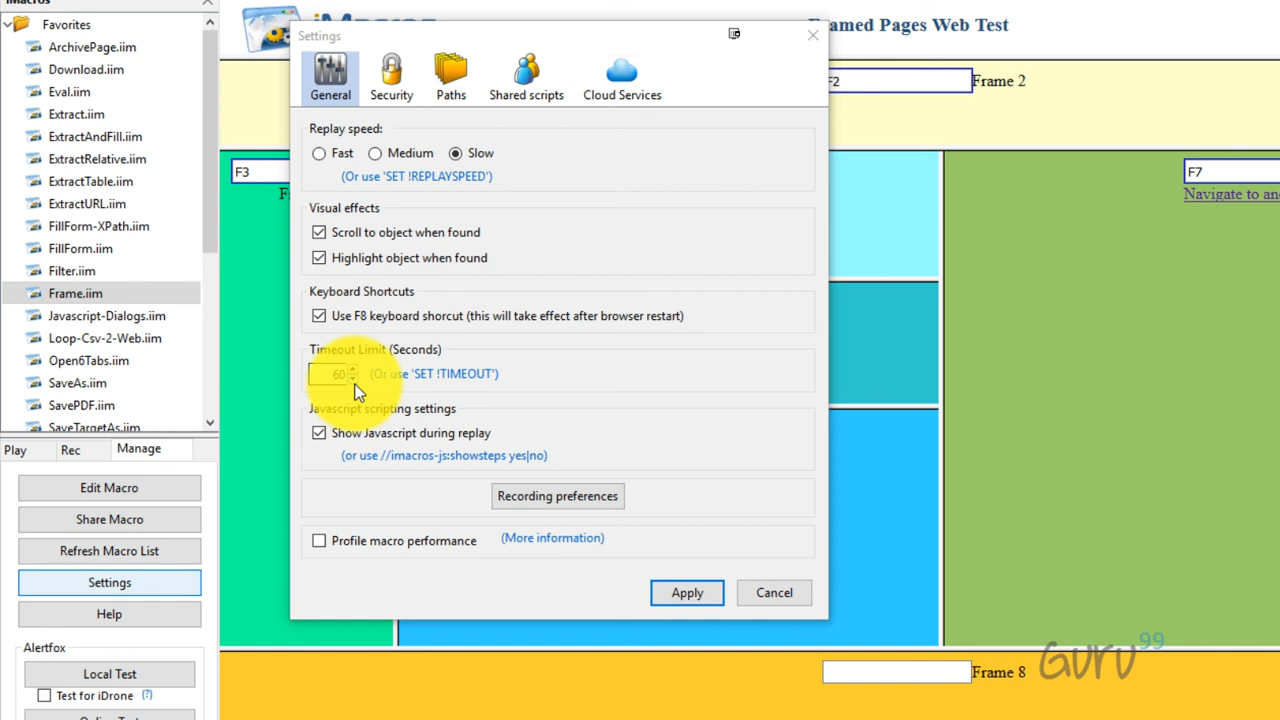 iMacros
Favorites
ArchivePage.iim
Download.iim
Eval.iim
Extract.iim
ExtractAndFill.iim
ExtractRelative.iim
ExtractTable.iim
ExtractURL.iim
FillForm-XPath.iim
FillForm.iim
Filter.iim
Frame.iim
Javascript-Dialogs.iim
Loop-Csv-2-Web.iim
Open6Tabs.iim
SaveAs.iim
SavePDF.iim
SaveTargetAs.iim
Play Rec Manage
Edit Macro
Share Macro
Refresh Macro List
Settings
Help
Alertfox
Local Test
Test for iDrone (?)
Settings
General Security Paths Shared scripts Cloud Services
Replay speed:
Fast Medium Slow
(Or use 'SET !REPLAYSPEED')
Visual effects
Scroll to object when found
Highlight object when found
Keyboard Shortcuts
Use F8 keyboard shorcut (this will take effect after browser restart)
Timeout Limit (Seconds)
60 (Or use 'SET !TIMEOUT')
Javascript scripting settings
Show Javascript during replay
(or use //imacros-js:showsteps yes|no)
Recording preferences
Profile macro performance (More information)
Apply Cancel
amed Pages Web Test
F2 Frame 2
F3
F7
Navigate to an
Frame 8
Guru99